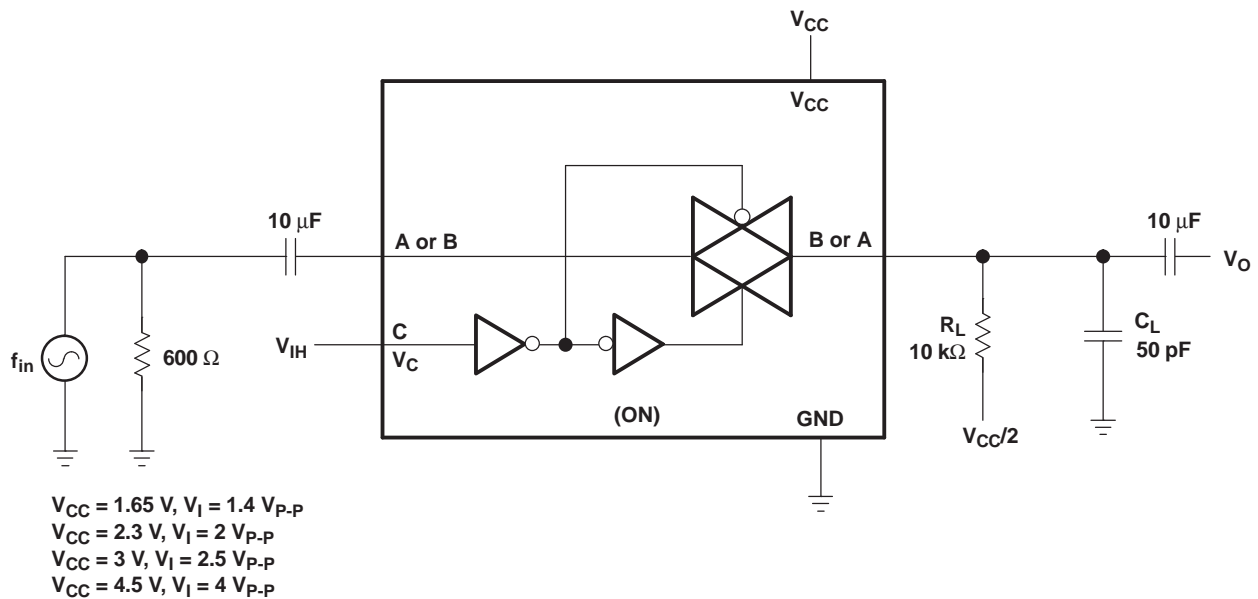 VCC
VCC
10 μF
A or B
B or A
10 μF
VO
fin
600 Ω
VIH
C
VC
RL
10 kΩ
CL
50 pF
(ON)
GND
VCC/2
VCC = 1.65 V, VI = 1.4 VP-P
VCC = 2.3 V, VI = 2 VP-P
VCC = 3 V, VI = 2.5 VP-P
VCC = 4.5 V, VI = 4 VP-P